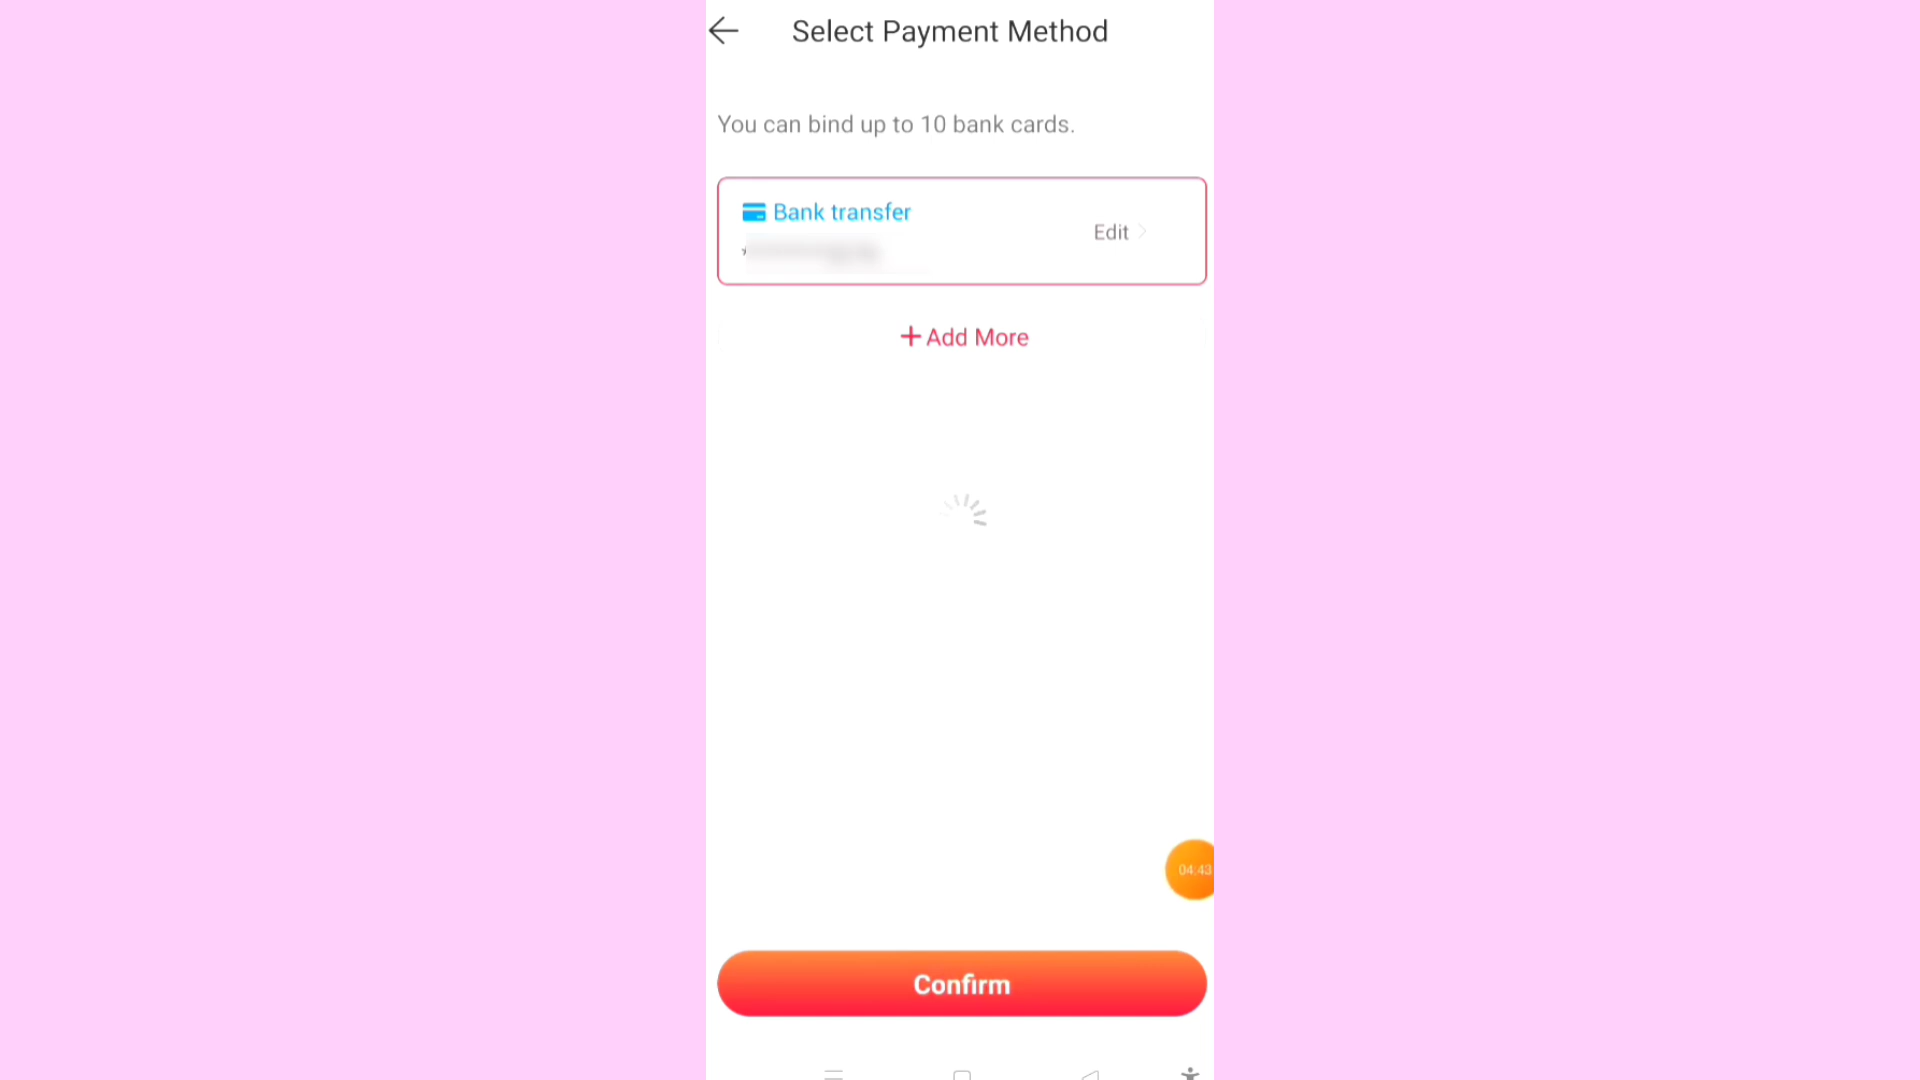 Select Payment Method
You can bind up to 10 bank cards.
Bank transfer
Edit
+ Add More
04:43
Confirm